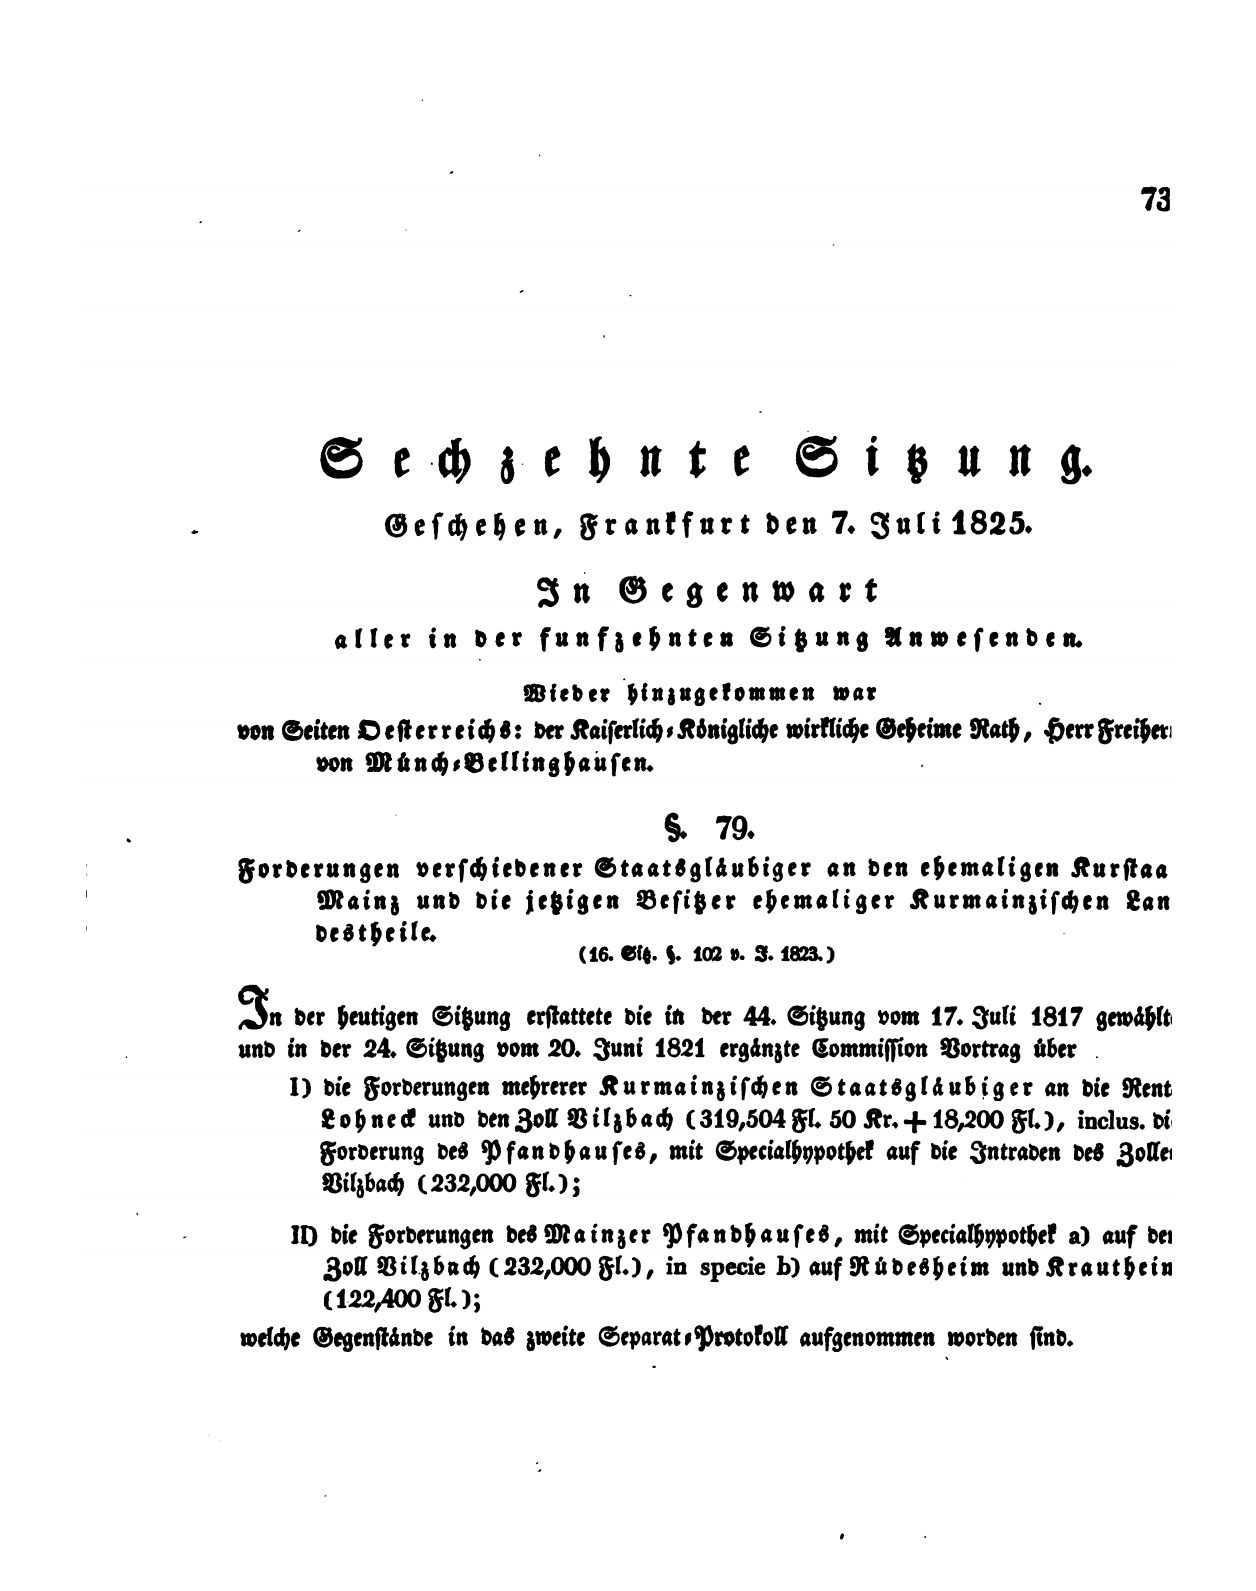 73
Sechzehnte Sitzung.
Geschehen, Frankfurt den 7. Juli 1825.
In Gegenwart
aller in der funfzehnten Sitzung Anwesenden.
Wieder hinzugekommen war
von Seiten Oesterreichs: der Kaiserlich-Königliche wirkliche Geheime Rath, Herr Freiher
von Münch-Bellinghausen.
§. 79.
Forderungen verschiedener Staatsgläubiger an den ehemaligen Kurstaa
Mainz und die jetzigen Besitzer ehemaliger Kurmainzischen Lan
destheile.
(16. Sitz. §. 102 v. J. 1823.)
In der heutigen Sitzung erstattete die in der 44. Sitzung vom 17. Juli 1817 gewählt
und in der 24. Sitzung vom 20. Juni 1821 ergänzte Commission Vortrag über
I) die Forderungen mehrerer Kurmainzischen Staatsgläubiger an die Rent
Lohneck und den Zoll Vilzbach (319,504 Fl. 50 Kr. + 18,200 Fl.), inclus. di
Forderung des Pfandhauses, mit Specialhypothek auf die Intraden des Zolle
Vilzbach (232,000 Fl.);
II) die Forderungen des Mainzer Pfandhauses, mit Specialhypothek a) auf de
Zoll Vilzbach (232,000 Fl.), in specie b) auf Rüdesheim und Krauthein
(122,400 Fl.);
welche Gegenstände in das zweite Separat-Protokoll aufgenommen worden sind.